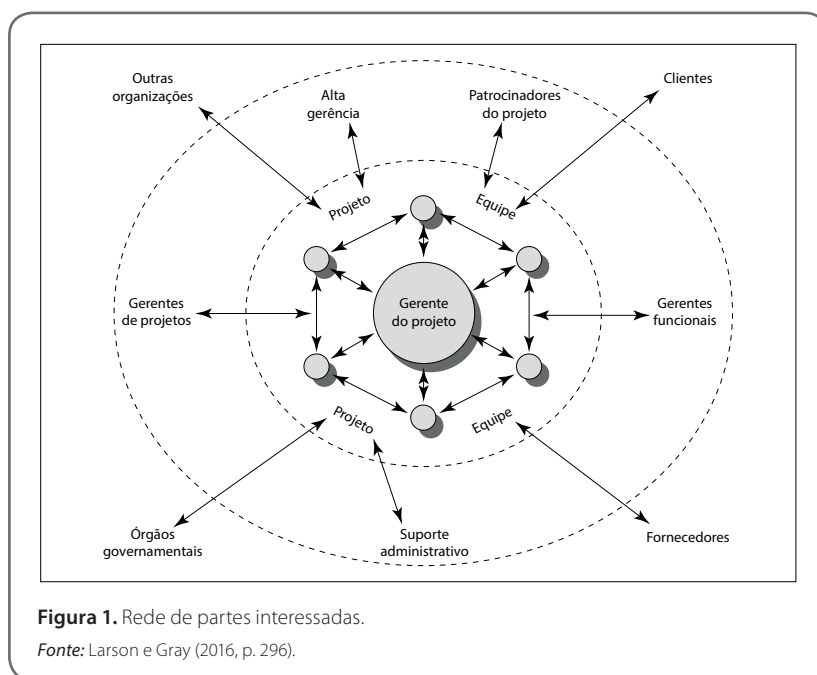 Outras
organizações
Alta
gerência
Patrocinadores
do projeto
Clientes
Projeto
Equipe
Gerentes
de projetos
Gerente
do projeto
Gerentes
funcionais
Projeto
Equipe
Órgãos
governamentais
Suporte
administrativo
Fornecedores
Figura 1. Rede de partes interessadas.
Fonte: Larson e Gray (2016, p. 296).